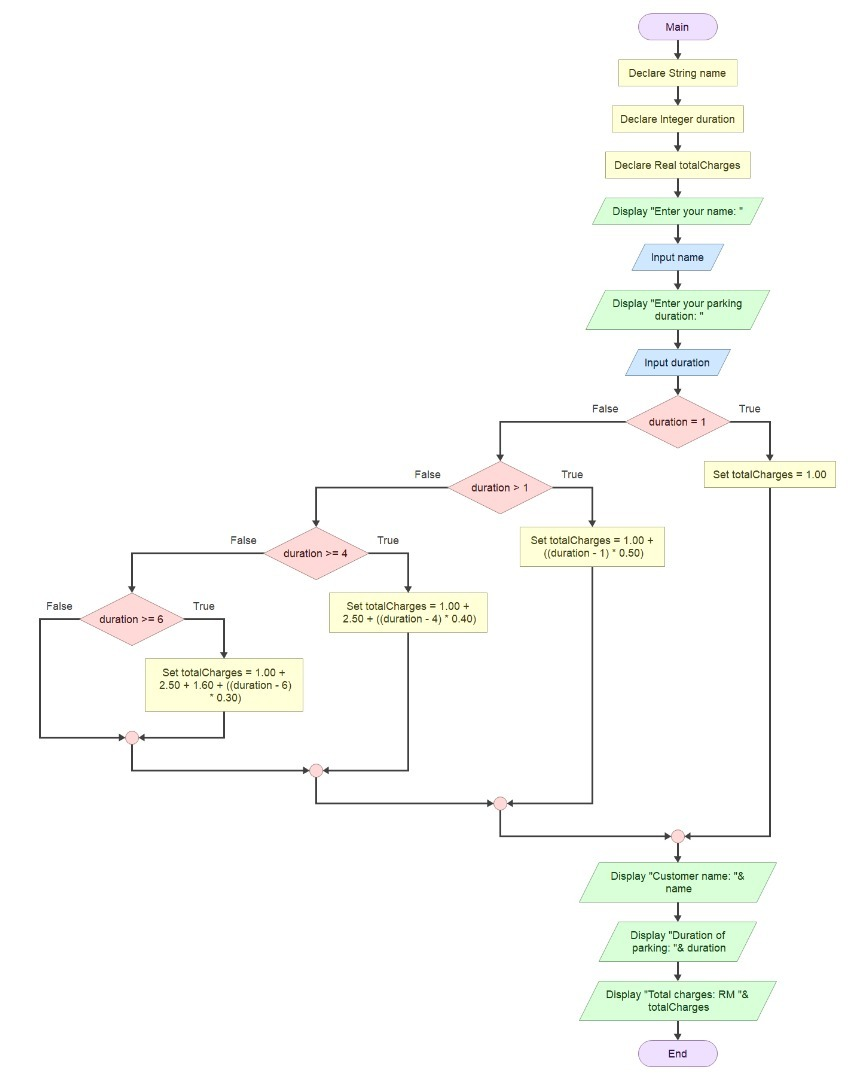 Main
Declare String name
Declare Integer duration
Declare Real totalCharges
Display "Enter your name: "
Input name
Display "Enter your parking
duration: "
Input duration
False
True
duration = 1
Set totalCharges = 1.00
False
True
duration > 1
Set totalCharges = 1.00 +
((duration - 1) * 0.50)
False
True
duration >= 4
Set totalCharges = 1.00 +
2.50 + ((duration - 4) * 0.40)
False
True
duration >= 6
Set totalCharges = 1.00 +
2.50 + 1.60 + ((duration - 6)
* 0.30)
Display "Customer name: "&
name
Display "Duration of
parking: "& duration
Display "Total charges: RM "&
totalCharges
End